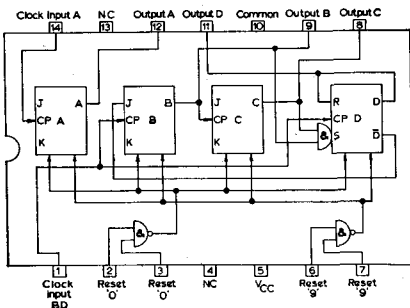 Clock Input A NC Output A Output D Common Output B Output C
14 13 12 11 10 9 8
J A J B J C R D
CP A CP B CP C CP D
K K K S D
&
& &
1 2 3 4 5 6 7
Clock Input BD Reset '0' Reset '0' NC VCC Reset '9' Reset '9'